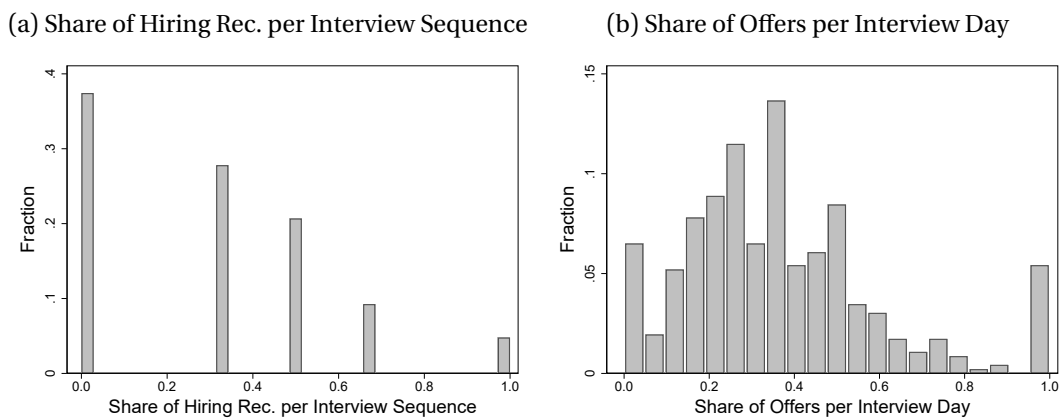 (a) Share of Hiring Rec. per Interview Sequence
(b) Share of Offers per Interview Day
Fraction
.4
.3
.2
.1
0
0.0 0.2 0.4 0.6 0.8 1.0
Share of Hiring Rec. per Interview Sequence
Fraction
.15
.1
.05
0
0.0 0.2 0.4 0.6 0.8 1.0
Share of Offers per Interview Day